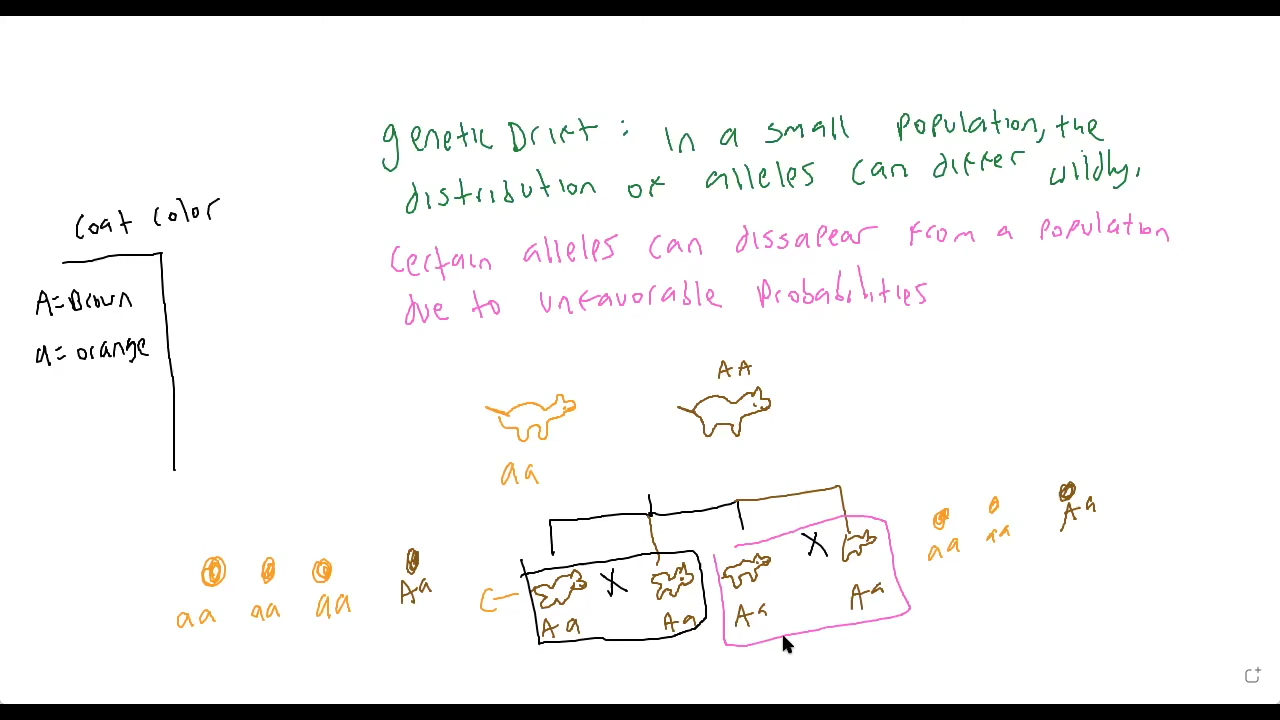 genetic Drift : In a small population, the
distribution of alleles can differ wildly.
Certain alleles can dissapear from a population
due to unfavorable Probabilities
Coat color
A = Brown
a = orange
AA
aa
aa aa aa Aa
C
X
Aa Aa
X
Aa Aa
aa aa Aa